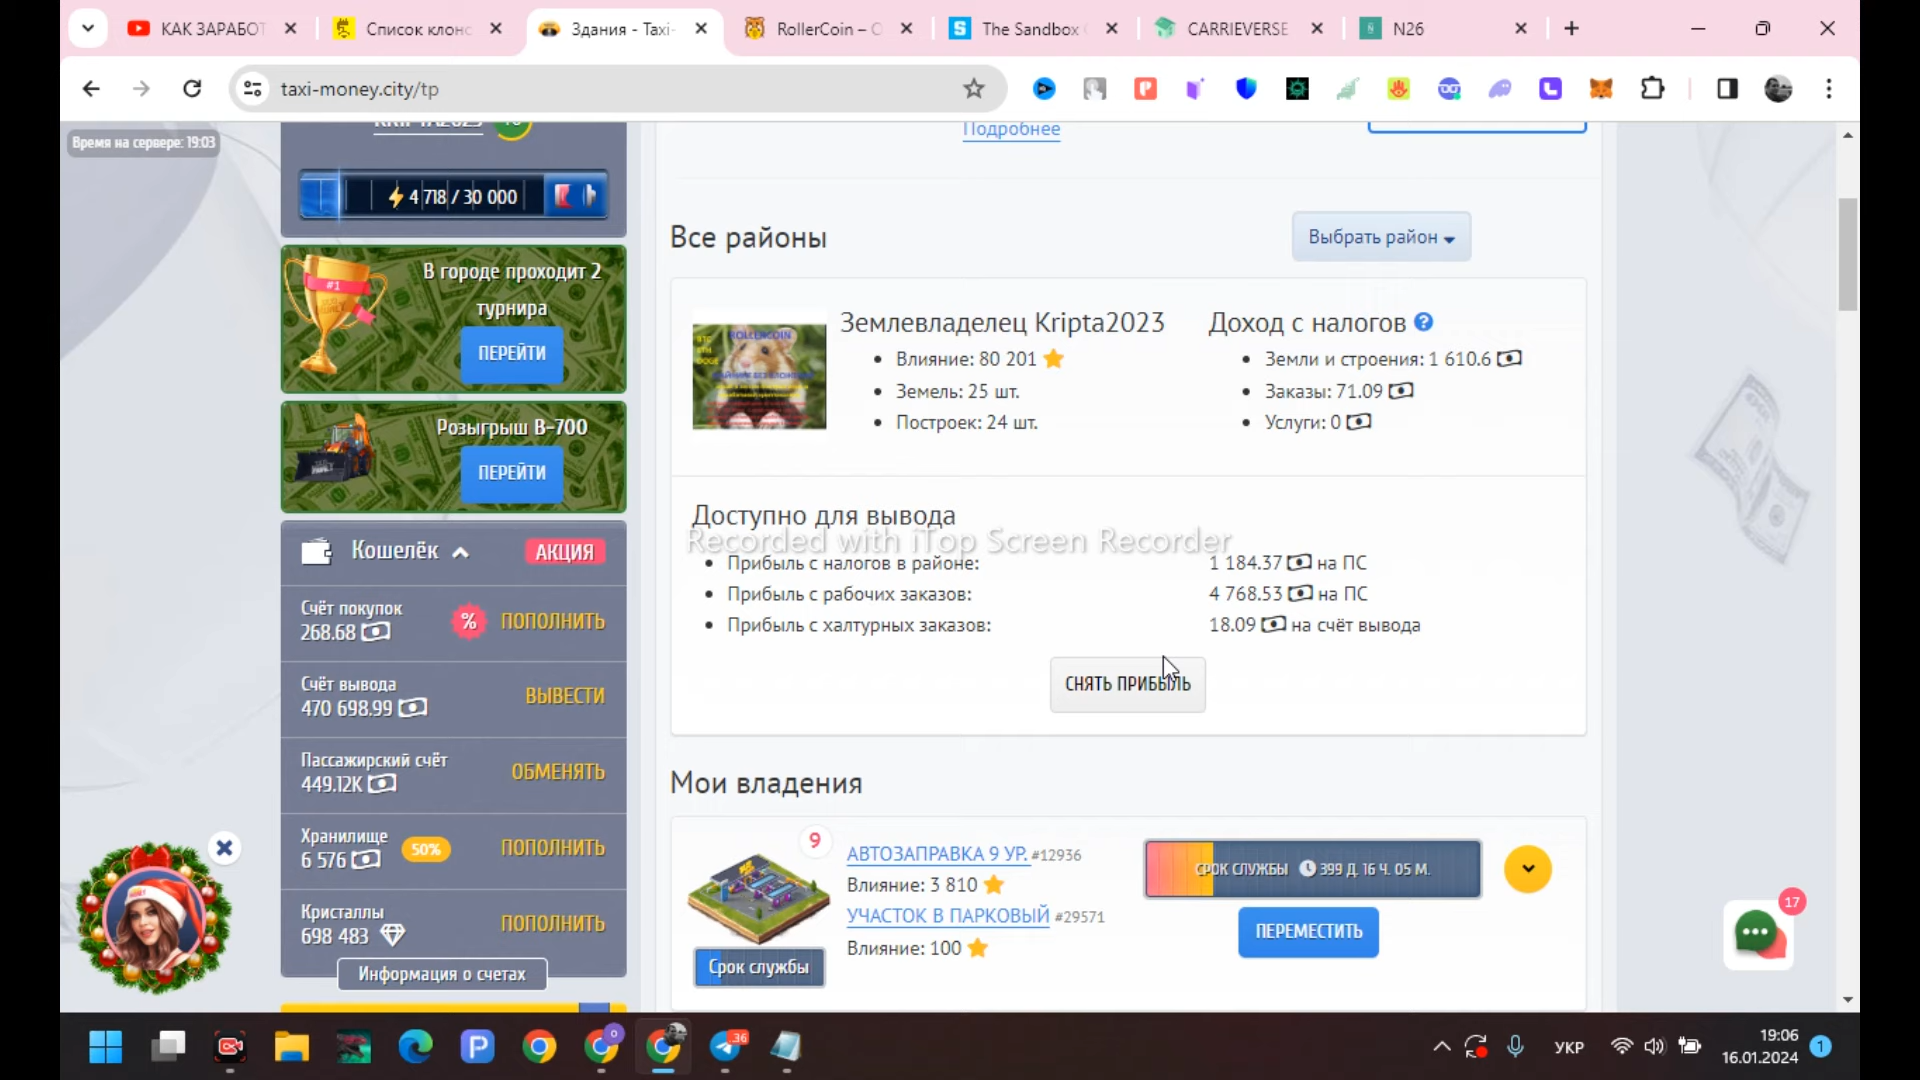 КАК ЗАРАБОТ
Список клонс
Здания - Taxi-
RollerCoin – О
The Sandbox
CARRIEVERSE
N26
taxi-money.city/tp
Время на сервере: 19:03
KRIPTA2023
4 718 / 30 000
#1
В городе проходит 2
турнира
ПЕРЕЙТИ
Розыгрыш B-700
ПЕРЕЙТИ
Кошелёк
АКЦИЯ
Счёт покупок
268.68
%
ПОПОЛНИТЬ
Счёт вывода
470 698.99
ВЫВЕСТИ
Пассажирский счёт
449.12K
ОБМЕНЯТЬ
Хранилище
6 576
50%
ПОПОЛНИТЬ
Кристаллы
698 483
ПОПОЛНИТЬ
Информация о счетах
Подробнее
Все районы
Выбрать район
ROLLERCOIN
BTC
ETH
DOGE
Землевладелец Kripta2023
Влияние: 80 201
Земель: 25 шт.
Построек: 24 шт.
Доход с налогов
Земли и строения: 1 610.6
Заказы: 71.09
Услуги: 0
Доступно для вывода
Recorded with iTop Screen Recorder
Прибыль с налогов в районе: 1 184.37 на ПС
Прибыль с рабочих заказов: 4 768.53 на ПС
Прибыль с халтурных заказов: 18.09 на счёт вывода
СНЯТЬ ПРИБЫЛЬ
Мои владения
9
АВТОЗАПРАВКА 9 УР. #12936
Влияние: 3 810
УЧАСТОК В ПАРКОВЫЙ #29571
Влияние: 100
Срок службы
СРОК СЛУЖБЫ 399 Д. 16 Ч. 05 М.
ПЕРЕМЕСТИТЬ
17
36
УКР
19:06
16.01.2024
1